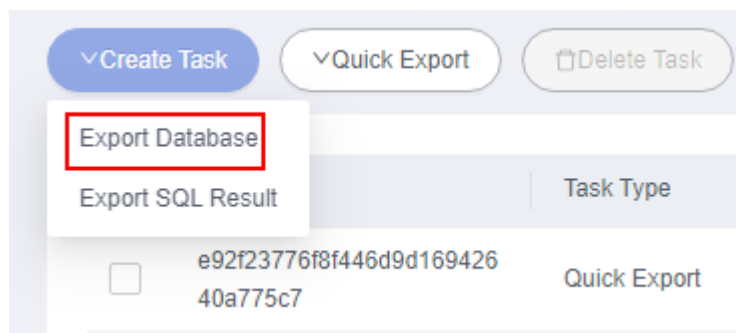 Create Task
Quick Export
Delete Task
Export Database
Export SQL Result
Task Type
e92f23776f8f446d9d169426
40a775c7
Quick Export